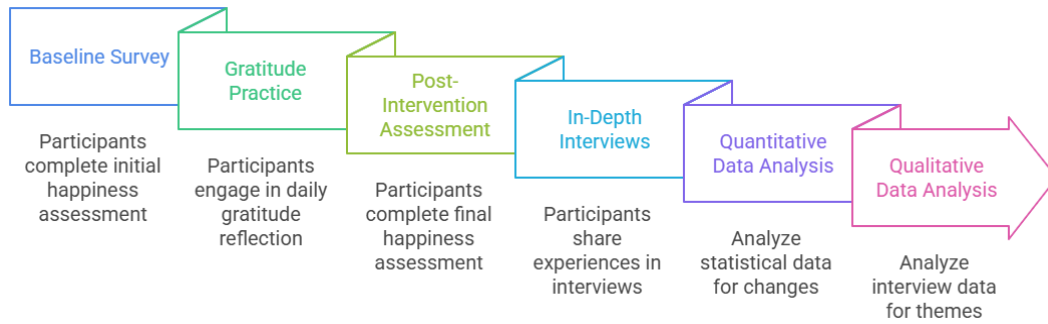 Baseline Survey
Participants
complete initial
happiness
assessment
Gratitude
Practice
Participants
engage in daily
gratitude
reflection
Post-
Intervention
Assessment
Participants
complete final
happiness
assessment
In-Depth
Interviews
Participants
share
experiences in
interviews
Quantitative
Data Analysis
Analyze
statistical data
for changes
Qualitative
Data Analysis
Analyze
interview data
for themes